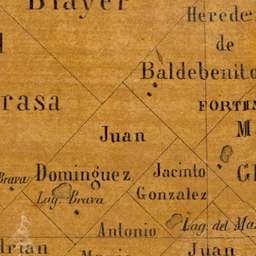 Blayer
Herede
de
Baldebenito
rasa
FORTIN
Juan
M
Brava
Dominguez
Jacinto
Gonzalez
Lag. Brava
Antonio
Lag. del Ma
drian
Juan